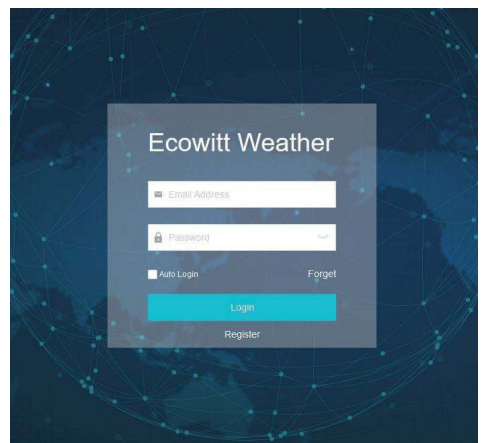 Ecowitt Weather
Email Address
Password
Auto Login Forget
Login
Register